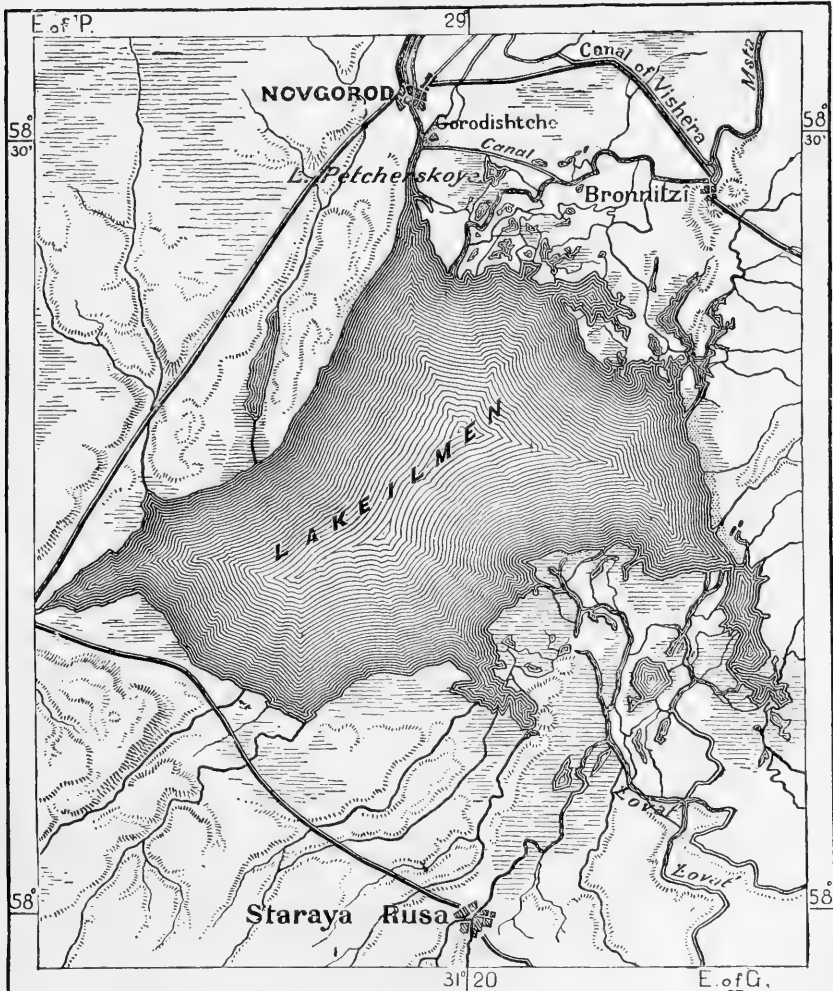 E. of P.
29
NOVGOROD
Canal of Vishera
Msta
58°
30'
58°
30'
Gorodishtche
Canal
L. Petcherskoye
Bronnitzi
LAKE ILMEN
Lovat
Lovat
58°
58°
Staraya Rusa
31° 20
E. of G.